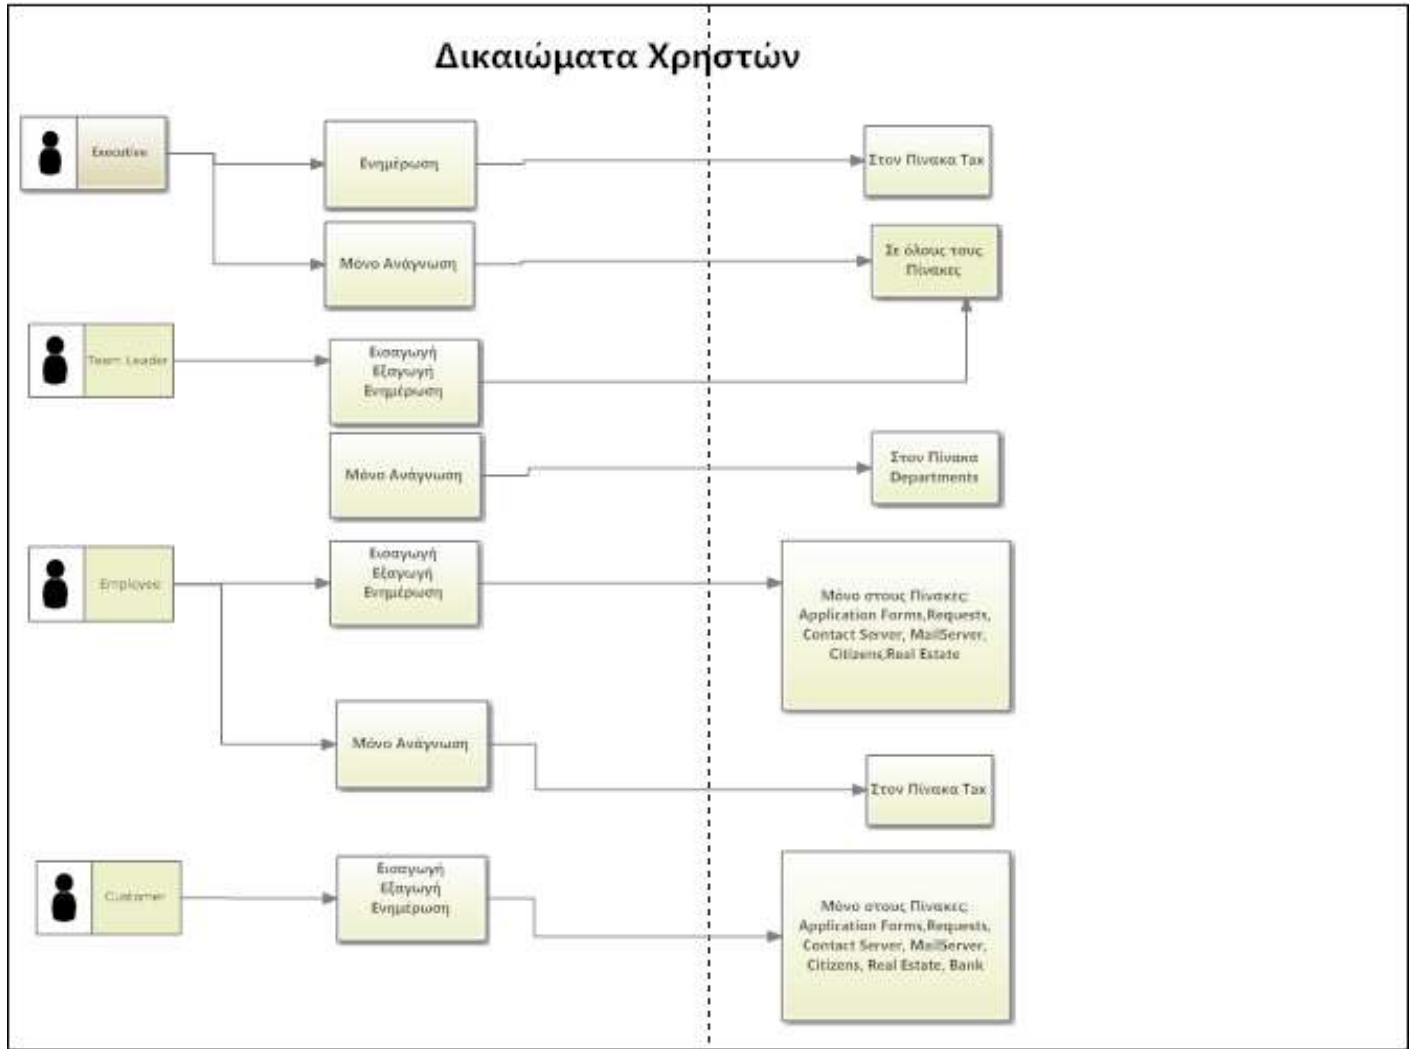 Δικαιώματα Χρηστών
Executive
Ενημέρωση
Στον Πίνακα Tax
Μόνο Ανάγνωση
Σε όλους τους
Πίνακες
Team Leader
Εισαγωγή
Εξαγωγή
Ενημέρωση
Μόνο Ανάγνωση
Στον Πίνακα
Departments
Employee
Εισαγωγή
Εξαγωγή
Ενημέρωση
Μόνο στους Πίνακες:
Application Forms,Requests,
Contact Server, MailServer,
Citizens,Real Estate
Μόνο Ανάγνωση
Στον Πίνακα Tax
Customer
Εισαγωγή
Εξαγωγή
Ενημέρωση
Μόνο στους Πίνακες:
Application Forms,Requests,
Contact Server, MailServer,
Citizens, Real Estate, Bank